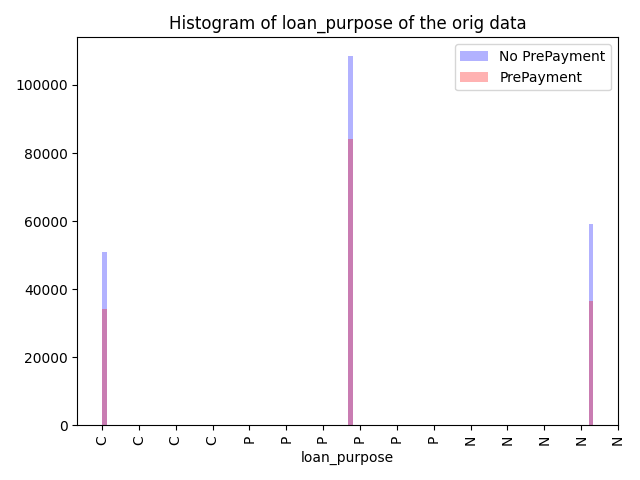 Histogram of loan_purpose of the orig data
No PrePayment
PrePayment
100000
80000
60000
40000
20000
0
C C C C P P P P P P N N N N N
loan_purpose